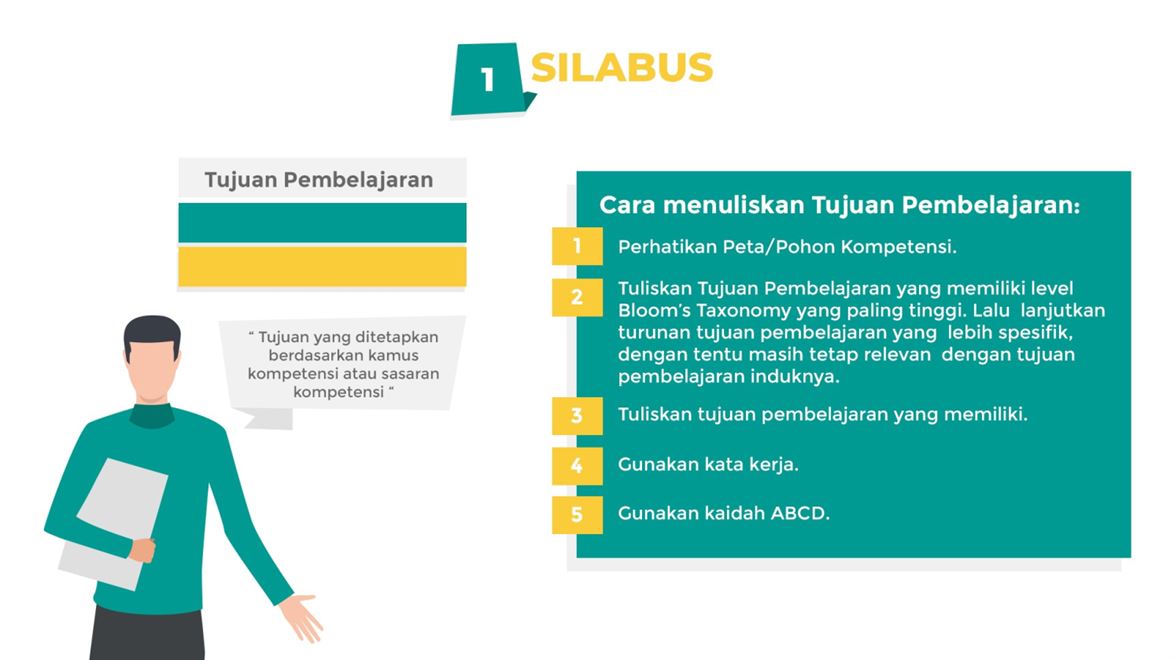 1
SILABUS
Tujuan Pembelajaran
“ Tujuan yang ditetapkan
berdasarkan kamus
kompetensi atau sasaran
kompetensi “
Cara menuliskan Tujuan Pembelajaran:
1 Perhatikan Peta/Pohon Kompetensi.
2 Tuliskan Tujuan Pembelajaran yang memiliki level
Bloom’s Taxonomy yang paling tinggi. Lalu lanjutkan
turunan tujuan pembelajaran yang lebih spesifik,
dengan tentu masih tetap relevan dengan tujuan
pembelajaran induknya.
3 Tuliskan tujuan pembelajaran yang memiliki.
4 Gunakan kata kerja.
5 Gunakan kaidah ABCD.